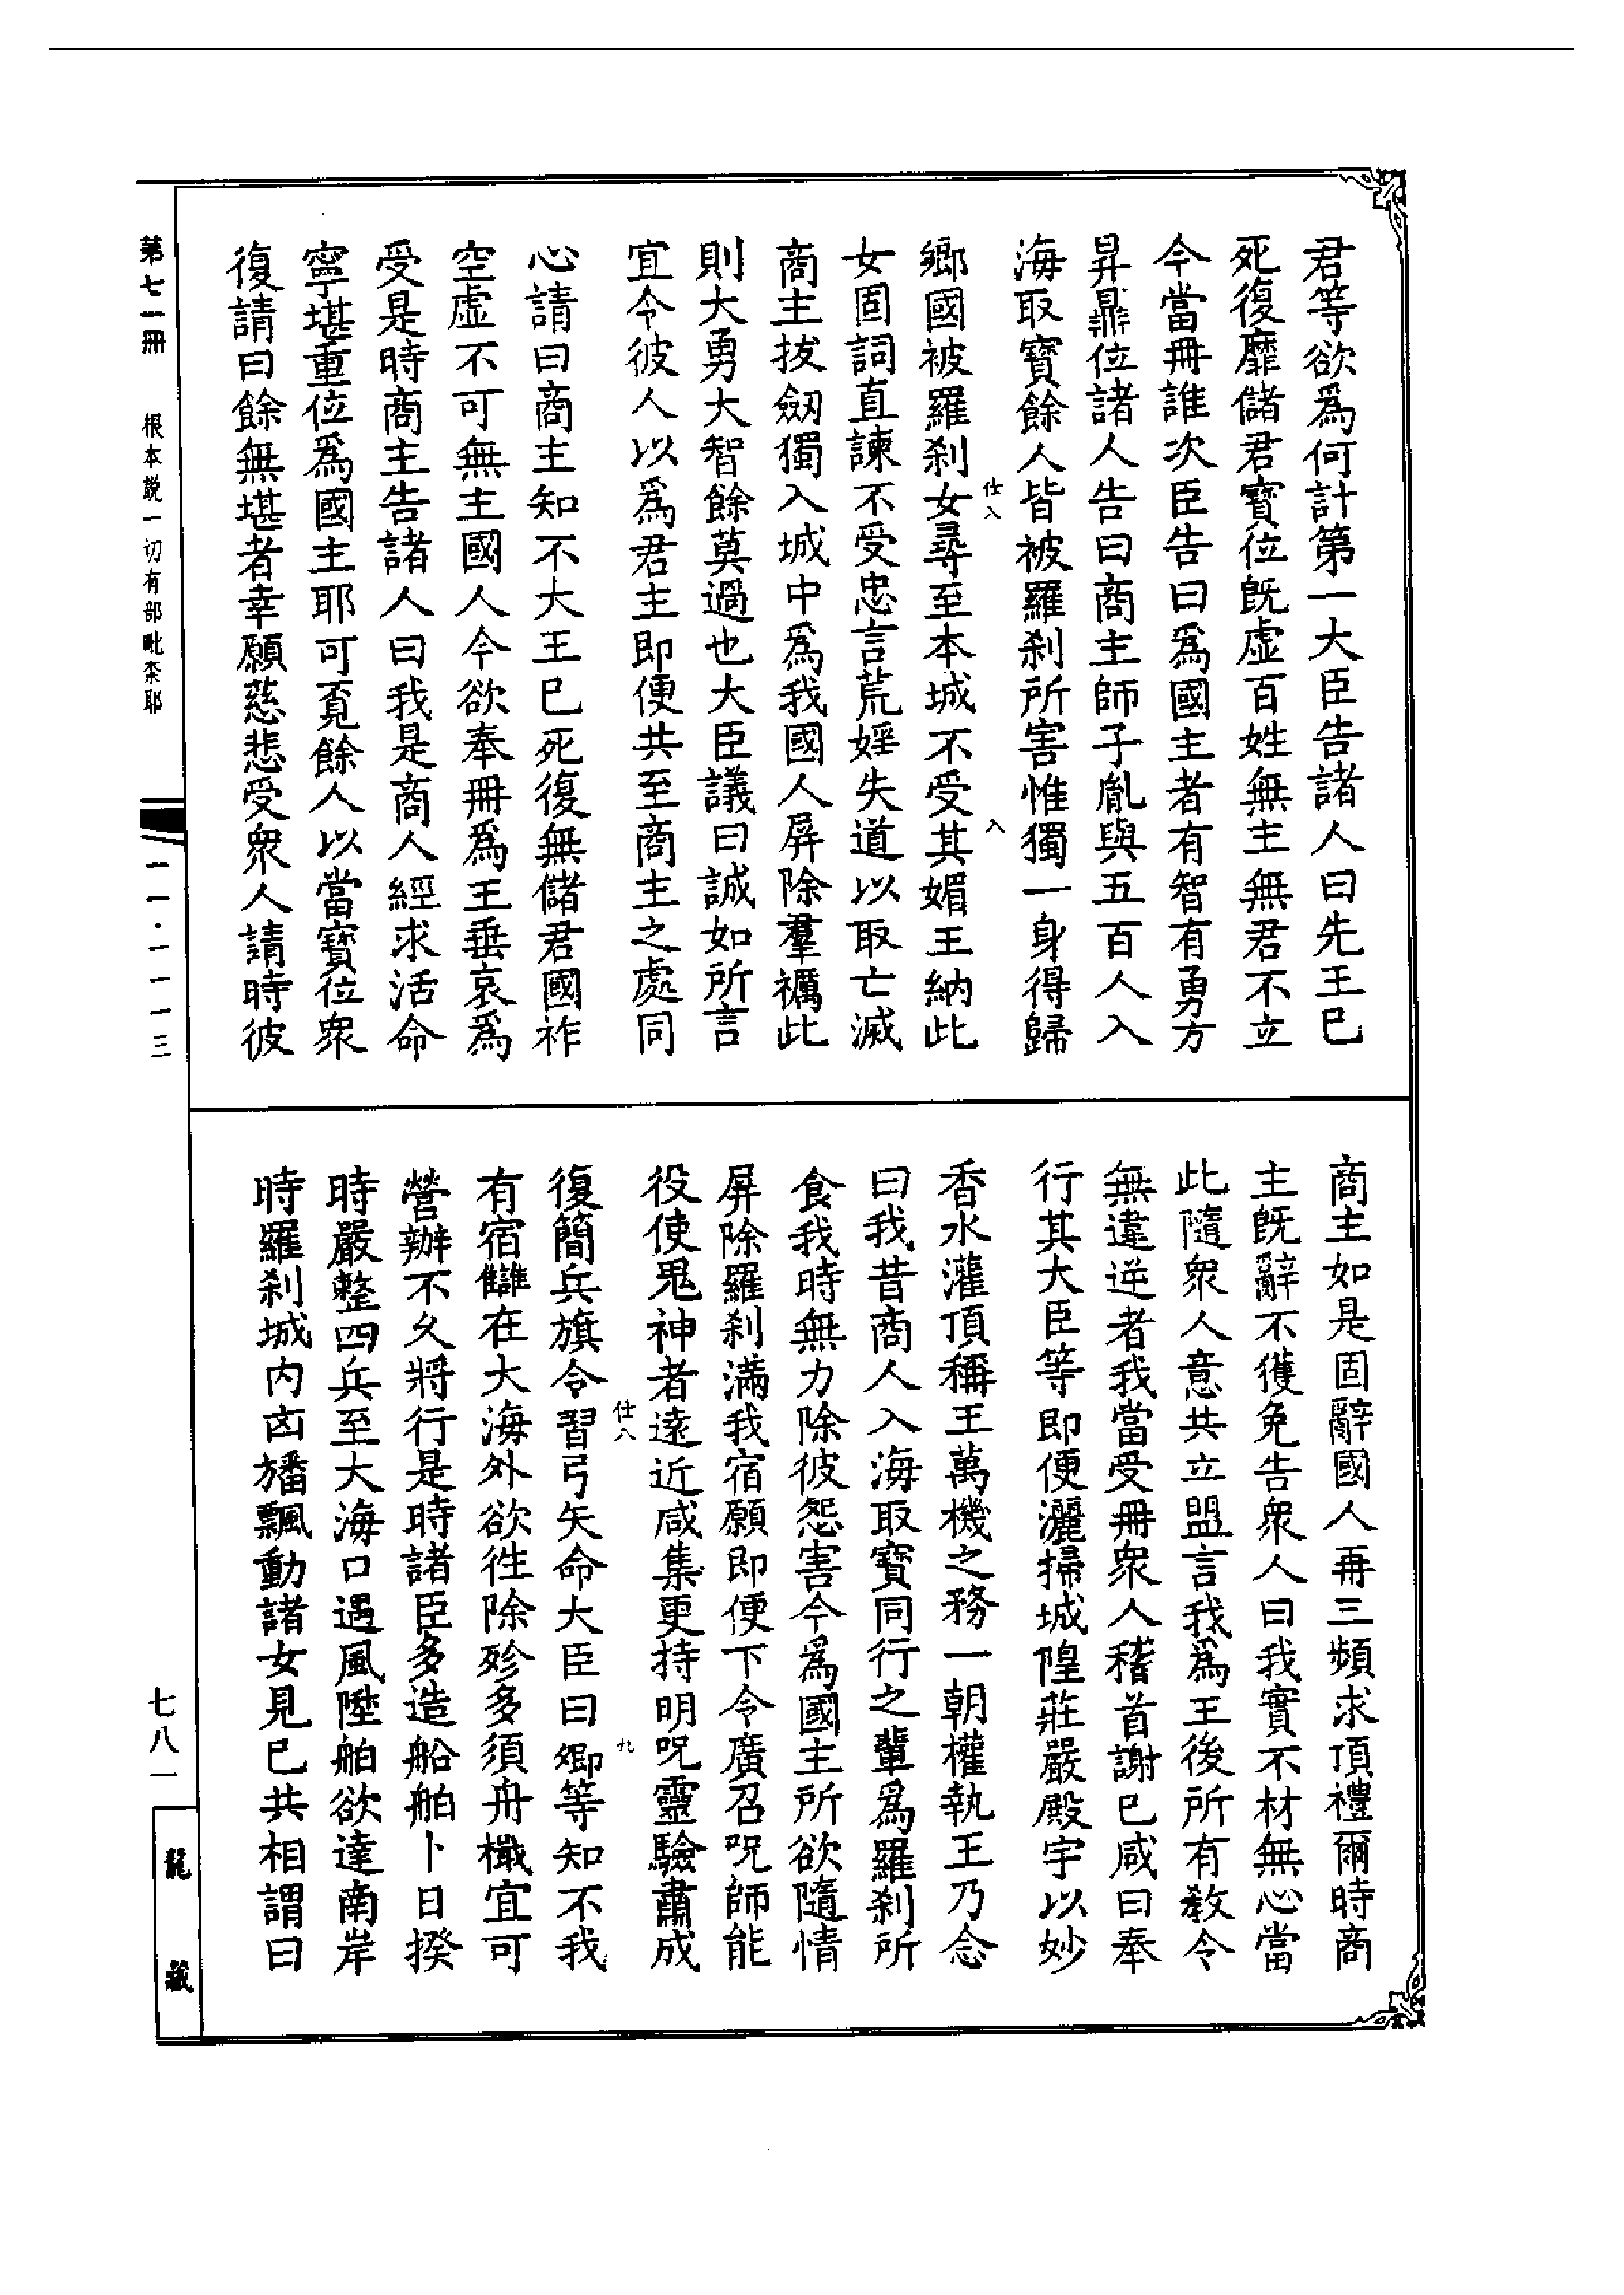 君等欲爲何計第一大臣告諸人曰先王已
死復靡儲君寶位既虛百姓無主無君不立
今當冊誰次臣告曰爲國主者有智有勇方
昇鼎位諸人告曰商主師子胤與五百人入
海取寶餘人皆被羅刹所害惟獨一身得歸
鄉國被羅刹女尋至本城不受其媚王納此
仕八
八
女固詞直諫不受忠言荒婬失道以取亡滅
商主拔劒獨入城中爲我國人屏除羣禍此
則大勇大智餘莫過也大臣議曰誠如所言
宜令彼人以爲君主即便共至商主之處同
心請曰商主知不大王已死復無儲君國祚
空虛不可無主國人今欲奉冊爲王垂哀爲
受是時商主告諸人曰我是商人經求活命
寧堪重位爲國主耶可覔餘人以當寶位衆
復請曰餘無堪者幸願慈悲受衆人請時彼
商主如是固辭國人再三頻求頂禮爾時商
主既辭不獲免告衆人曰我實不材無心當
此隨衆人意共立盟言我爲王後所有教令
無違逆者我當受冊衆人稽首謝已咸曰奉
行其大臣等即便灑掃城隍莊嚴殿宇以妙
香水灌頂稱王萬機之務一朝權執王乃念
曰我昔商人入海取寶同行之輩爲羅刹所
食我時無力除彼怨害今爲國主所欲隨情
屏除羅刹滿我宿願即便下令廣召呪師能
役使鬼神者遠近咸集更持明呪靈驗肅成
仕八
九
復簡兵旗令習弓矢命大臣曰卿等知不我
有宿讎在大海外欲徃除殄多須舟檝宜可
營辦不久將行是時諸臣多造船舶卜日揆
時嚴整四兵至大海口遇風陞舶欲達南岸
時羅刹城内凶旛飄動諸女見已共相謂曰
第七一冊
根本說一切有部毗柰耶
一一·一一一三
七八一
龍藏